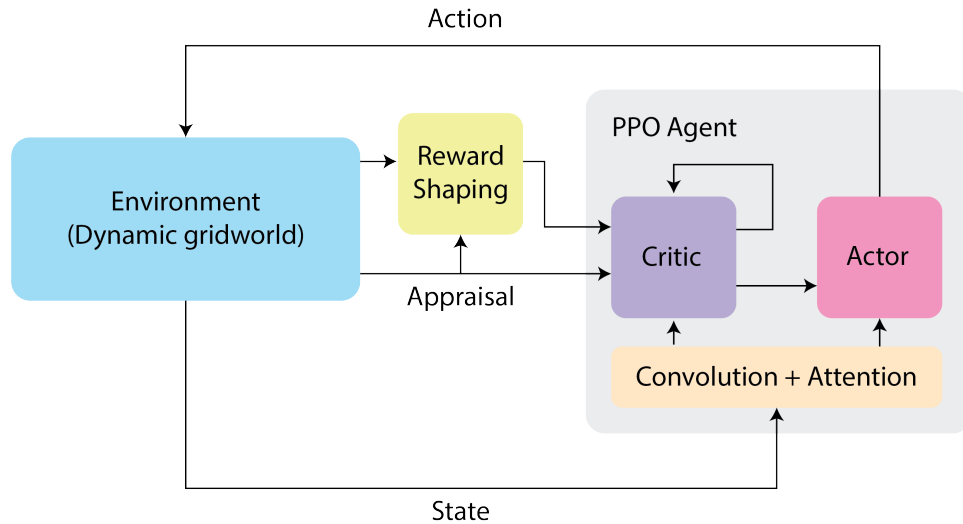 Action
PPO Agent
Reward
Shaping
Environment
(Dynamic gridworld)
Critic
Actor
Appraisal
Convolution + Attention
State